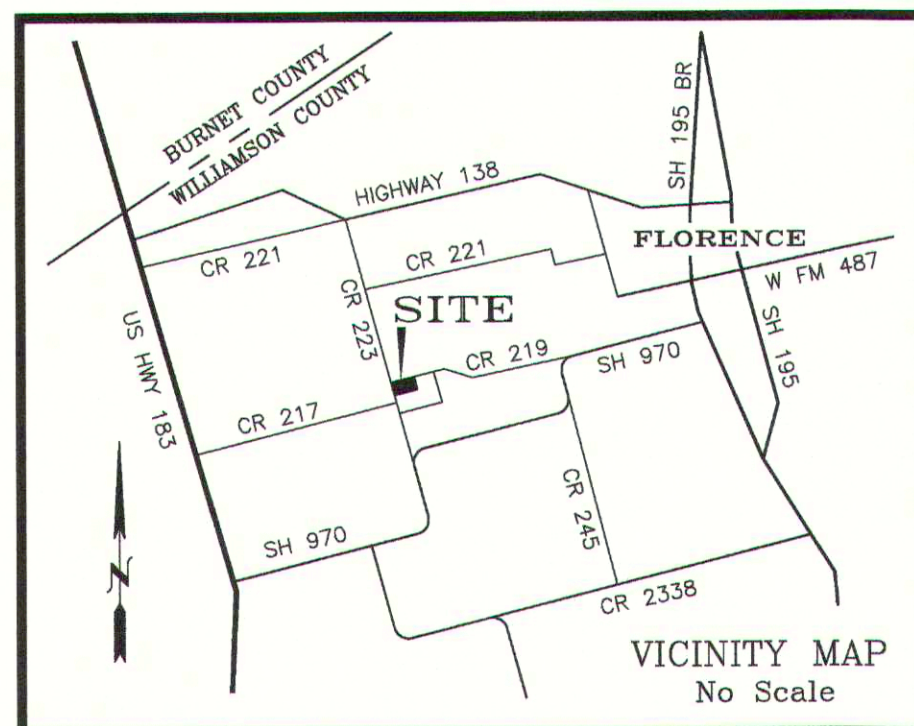 BURNET COUNTY
WILLIAMSON COUNTY
HIGHWAY 138
SH 195 BR
CR 221
CR 221
FLORENCE
W FM 487
CR 223
SITE
US HWY 183
CR 219
SH 970
SH 195
CR 217
CR 245
SH 970
CR 2338
N
VICINITY MAP
No Scale